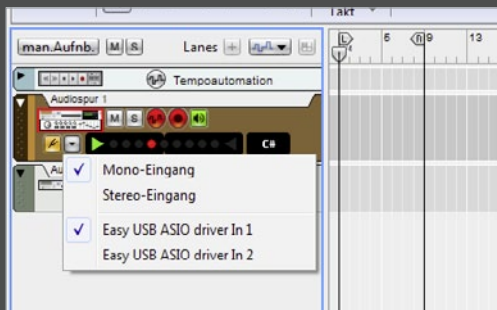 Takt
man.Aufnb. M S Lanes
L 5 9 13
Tempoautomation
Audiospur 1
M S
C#
Au
Mono-Eingang
Stereo-Eingang
Easy USB ASIO driver In 1
Easy USB ASIO driver In 2